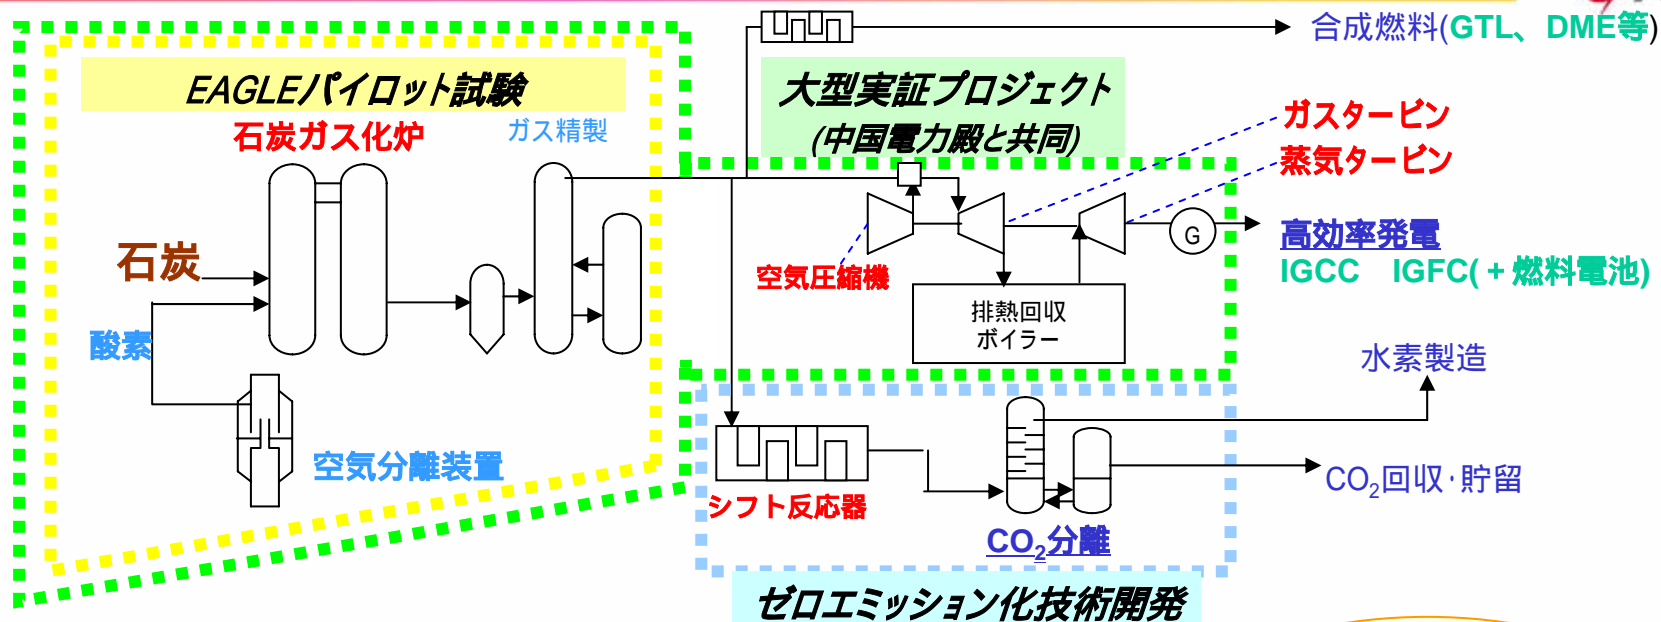 合成燃料(GTL、DME等)
EAGLEパイロット試験
大型実証プロジェクト
(中国電力殿と共同)
石炭ガス化炉
ガス精製
ガスタービン
蒸気タービン
石炭
空気圧縮機
G
高効率発電
IGCC IGFC(+燃料電池)
排熱回収
ボイラー
酸素
水素製造
空気分離装置
シフト反応器
CO₂回収・貯留
CO₂分離
ゼロエミッション化技術開発